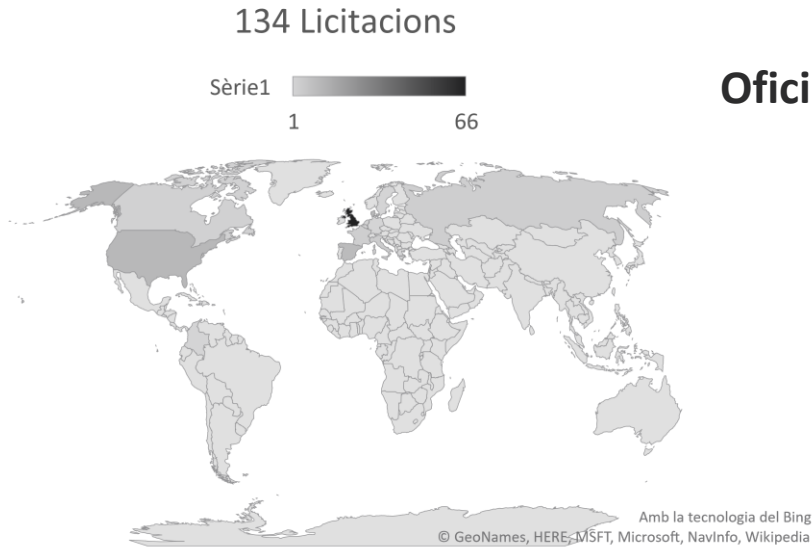 134 Licitacions
Sèrie1
1 66
Ofici
Amb la tecnologia del Bing
© GeoNames, HERE, MSFT, Microsoft, NavInfo, Wikipedia